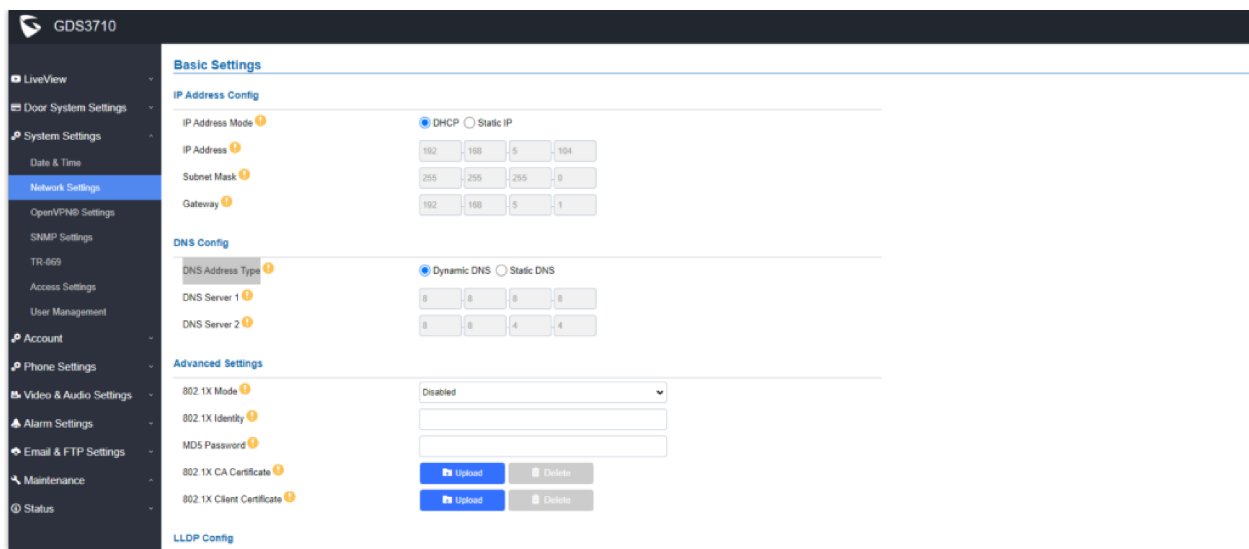 GDS3710
LiveView
Door System Settings
System Settings
Date & Time
Network Settings
OpenVPN® Settings
SNMP Settings
TR-069
Access Settings
User Management
Account
Phone Settings
Video & Audio Settings
Alarm Settings
Email & FTP Settings
Maintenance
Status
Basic Settings
IP Address Config
IP Address Mode DHCP Static IP
IP Address 192 . 168 . 5 . 104
Subnet Mask 255 . 255 . 255 . 0
Gateway 192 . 168 . 5 . 1
DNS Config
DNS Address Type Dynamic DNS Static DNS
DNS Server 1 8 . 8 . 8 . 8
DNS Server 2 8 . 8 . 4 . 4
Advanced Settings
802.1X Mode Disabled
802.1X Identity
MD5 Password
802.1X CA Certificate Upload Delete
802.1X Client Certificate Upload Delete
LLDP Config